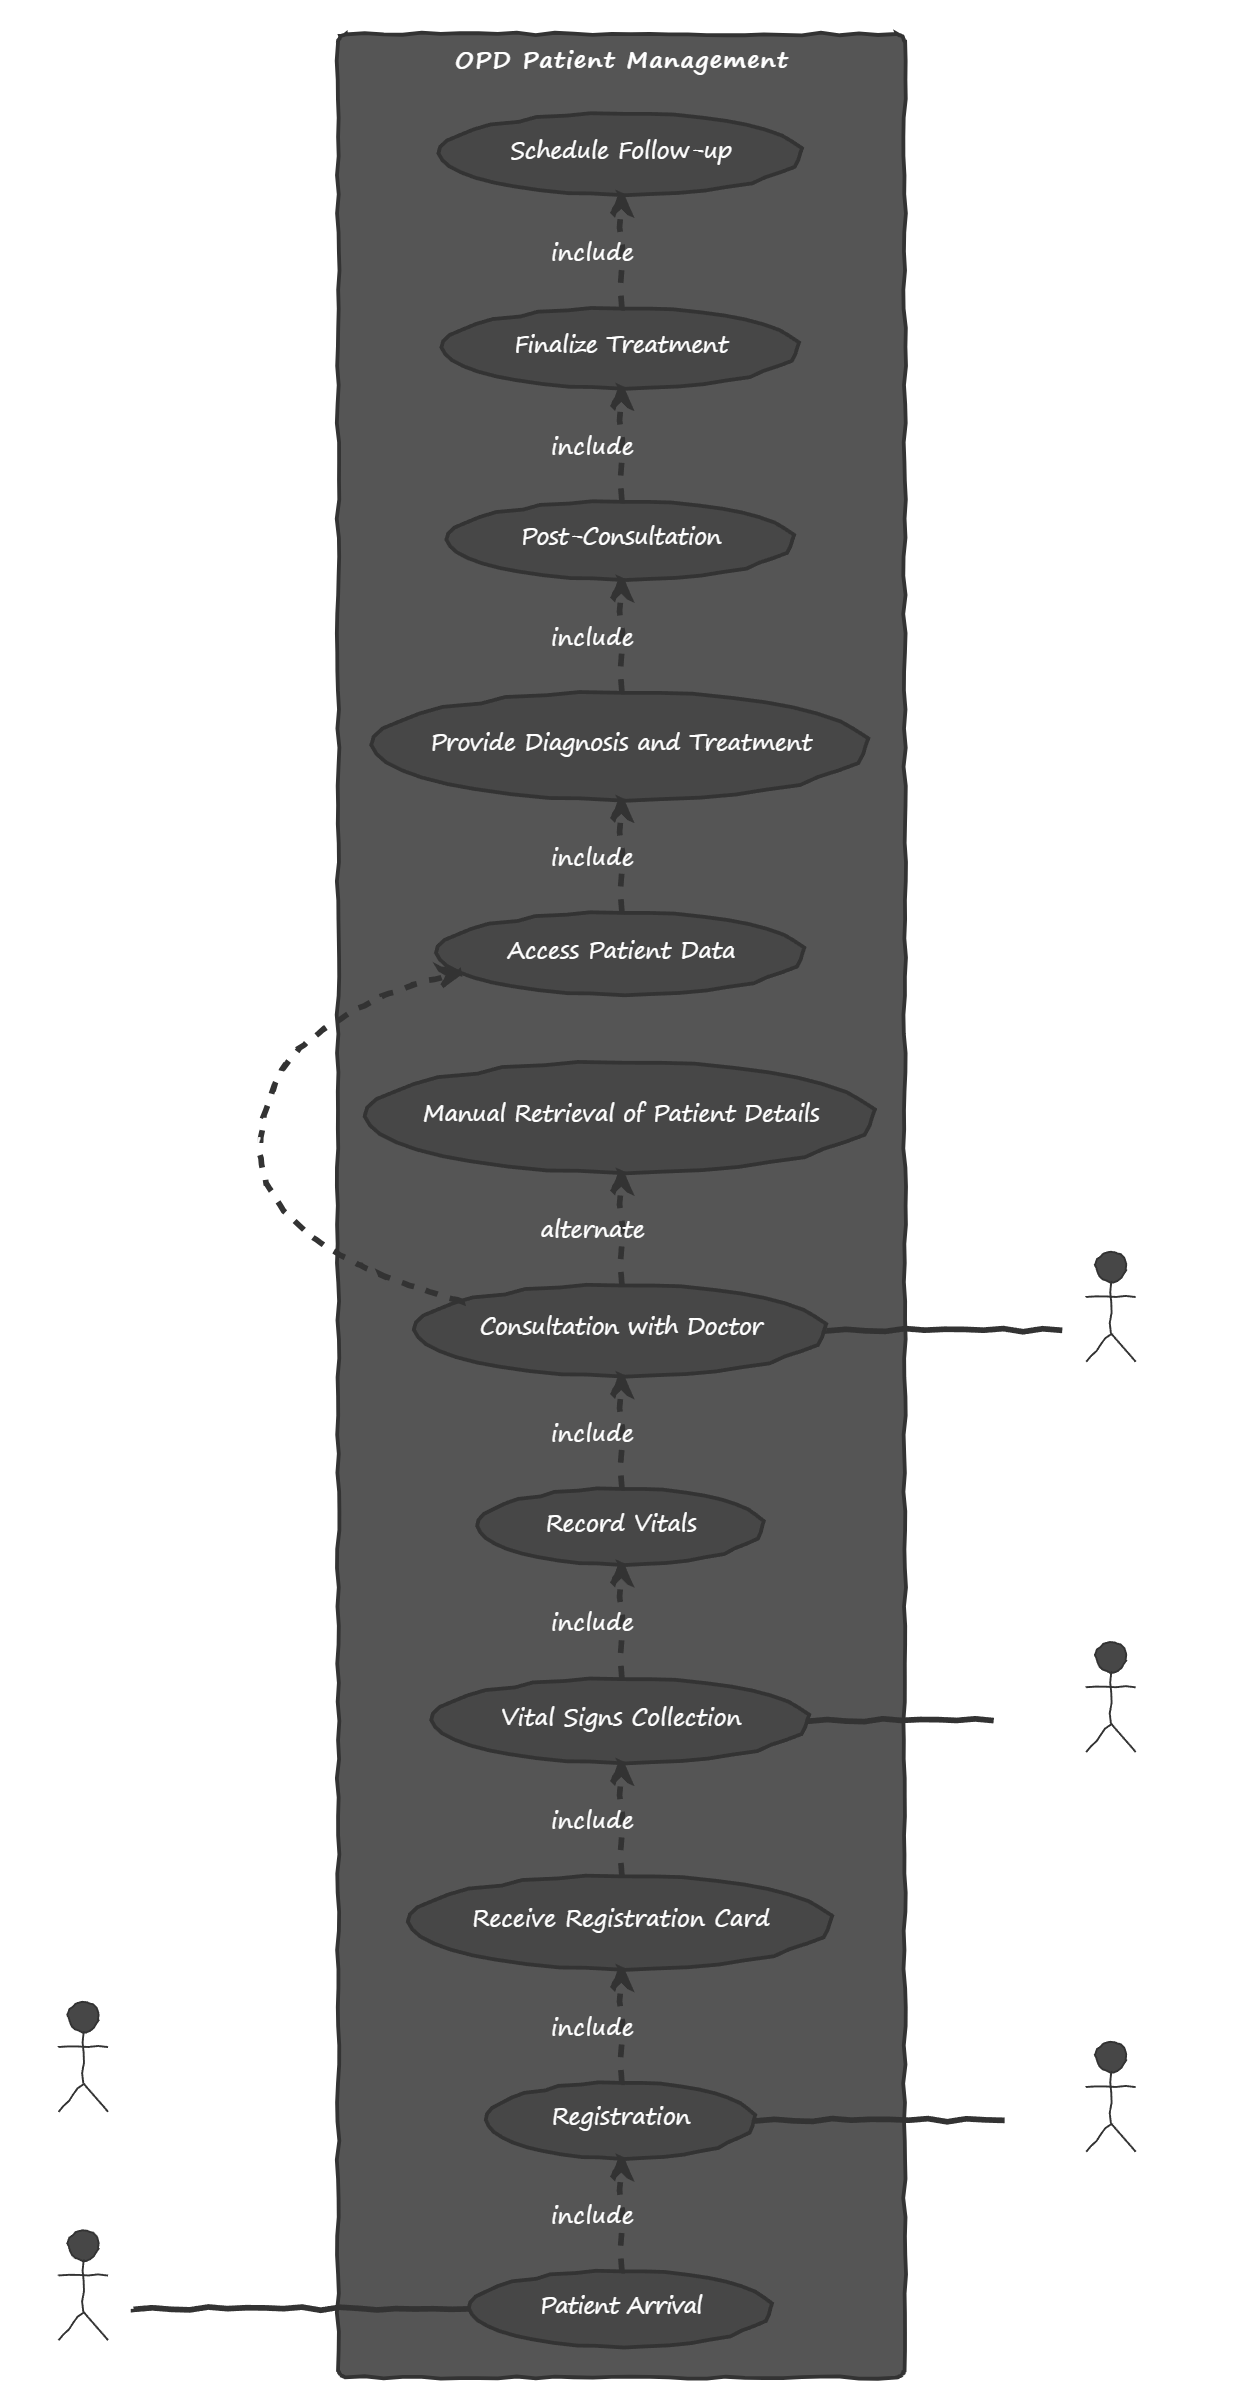 OPD Patient Management
Schedule Follow-up
include
Finalize Treatment
include
Post-Consultation
include
Provide Diagnosis and Treatment
include
Access Patient Data
Manual Retrieval of Patient Details
alternate
Consultation with Doctor
include
Record Vitals
include
Vital Signs Collection
include
Receive Registration Card
include
Registration
include
Patient Arrival